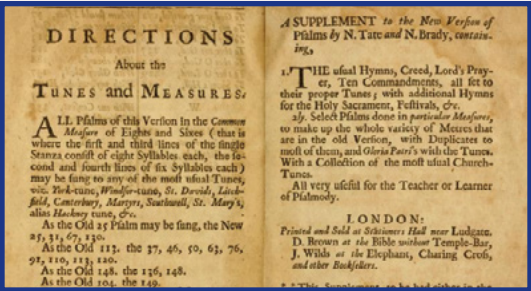 DIRECTIONS
About the
TUNES and MEASURES.
ALL Psalms of this Version in the Common
Measure of Eights and Sixes (that is
where the first and third lines of the single
Stanza consist of eight Syllables each, the se-
cond and fourth lines of six Syllables each)
may be sung to any of the most usual Tunes,
viz. York-tune, Windsor-tune, St. Davids, Litch-
field, Canterbury, Martyrs, Southwell, St. Mary's,
alias Hackney tune, &c.
As the Old 25 Psalm may be sung, the New
25, 31, 67, 130.
As the Old 113. the 37, 46, 50, 63, 76,
91, 110, 113, 120.
As the Old 148. the 136, 148.
As the Old 104. the 149.
A SUPPLEMENT to the New Version of
Psalms by N. Tate and N. Brady, contain-
ing,
1. THE usual Hymns, Creed, Lord's Pray-
er, Ten Commandments, all set to
their proper Tunes; with additional Hymns
for the Holy Sacrament, Festivals, &c.
2ly. Select Psalms done in particular Measures,
to make up the whole variety of Metres that
are in the old Version, with Duplicates to
most of them, and Gloria Patri's with the Tunes.
With a Collection of the most usual Church-
Tunes.
All very useful for the Teacher or Learner
of Psalmody.
LONDON:
Printed and Sold at Stationers Hall near Ludgate.
D. Brown at the Bible without Temple-Bar,
J. Wilds at the Elephant, Charing Cross,
and other Booksellers.
This Supplement to be had either in the